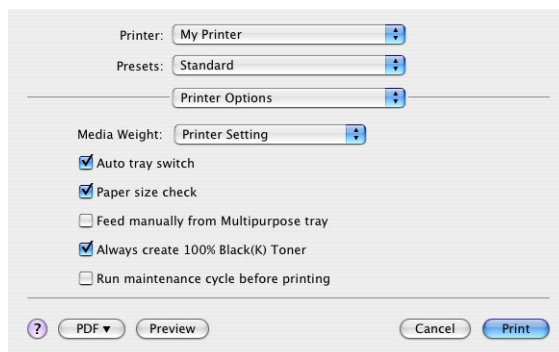 Printer: My Printer
Presets: Standard
Printer Options
Media Weight: Printer Setting
Auto tray switch
Paper size check
Feed manually from Multipurpose tray
Always create 100% Black(K) Toner
Run maintenance cycle before printing
? PDF ▼ Preview Cancel Print